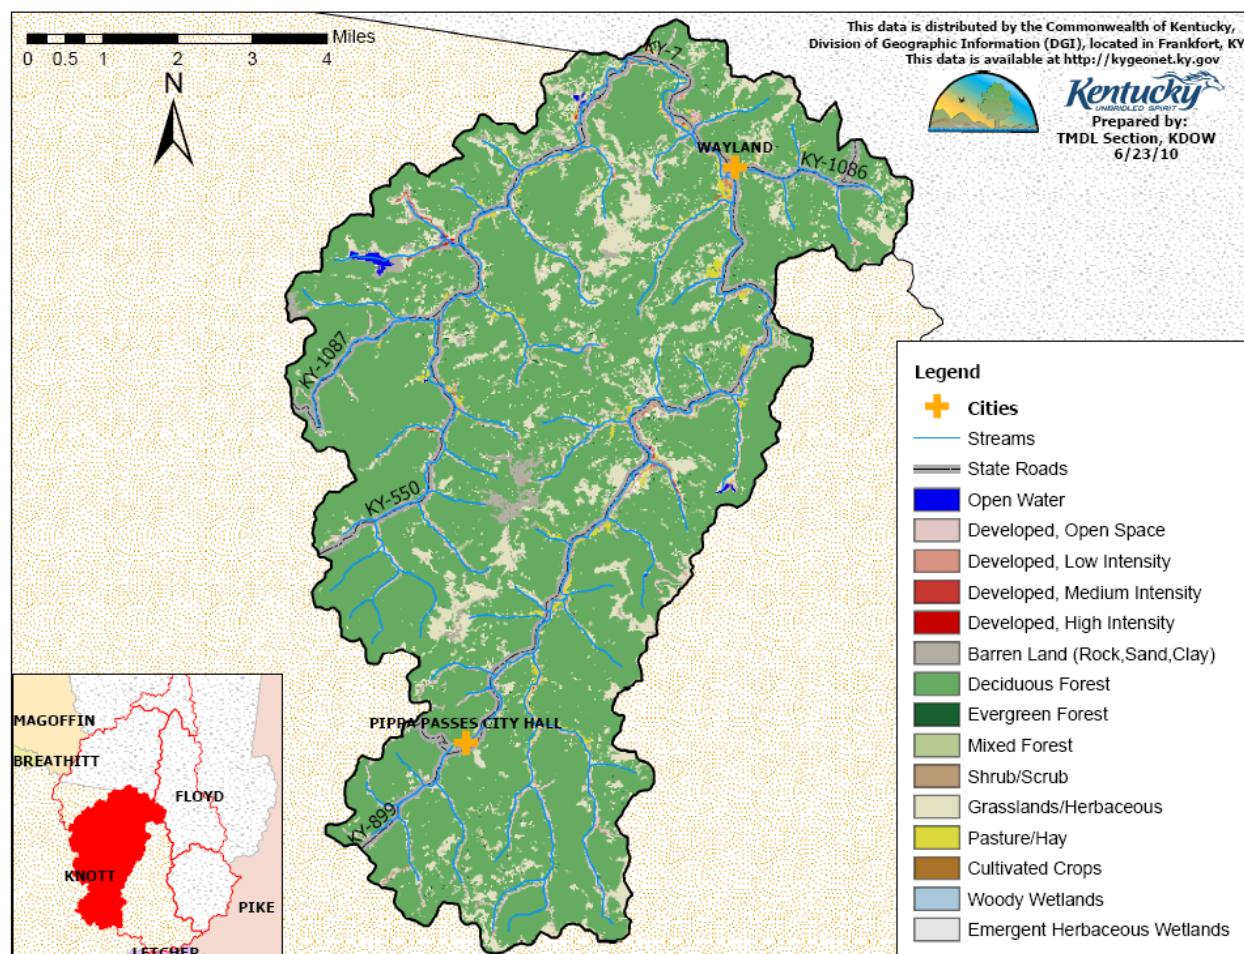 Miles
0 0.5 1 2 3 4
N
This data is distributed by the Commonwealth of Kentucky,
Division of Geographic Information (DGI), located in Frankfort, KY
This data is available at http://kygeonet.ky.gov
Kentucky
UNBRIDLED SPIRIT
Prepared by:
TMDL Section, KDOW
6/23/10
KY-7
WAYLAND
KY-1086
KY-1087
KY-550
PIPPA PASSES CITY HALL
KY-899
Legend
Cities
Streams
State Roads
Open Water
Developed, Open Space
Developed, Low Intensity
Developed, Medium Intensity
Developed, High Intensity
Barren Land (Rock,Sand,Clay)
Deciduous Forest
Evergreen Forest
Mixed Forest
Shrub/Scrub
Grasslands/Herbaceous
Pasture/Hay
Cultivated Crops
Woody Wetlands
Emergent Herbaceous Wetlands
MAGOFFIN
BREATHITT
FLOYD
KNOTT
PIKE
LETCHER